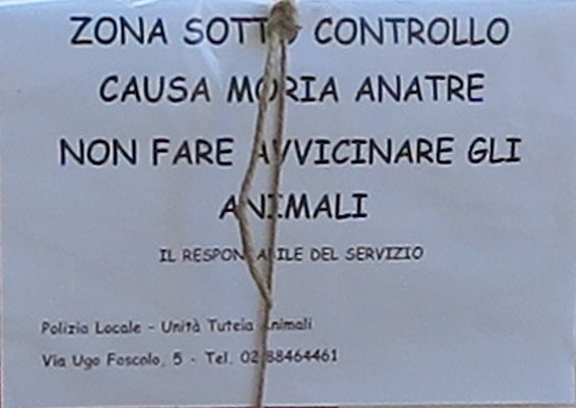 ZONA SOTTO CONTROLLO
CAUSA MORIA ANATRE
NON FARE AVVICINARE GLI
ANIMALI
IL RESPONSABILE DEL SERVIZIO
Polizia Locale - Unità Tutela Animali
Via Ugo Foscolo, 5 - Tel. 02 88464461